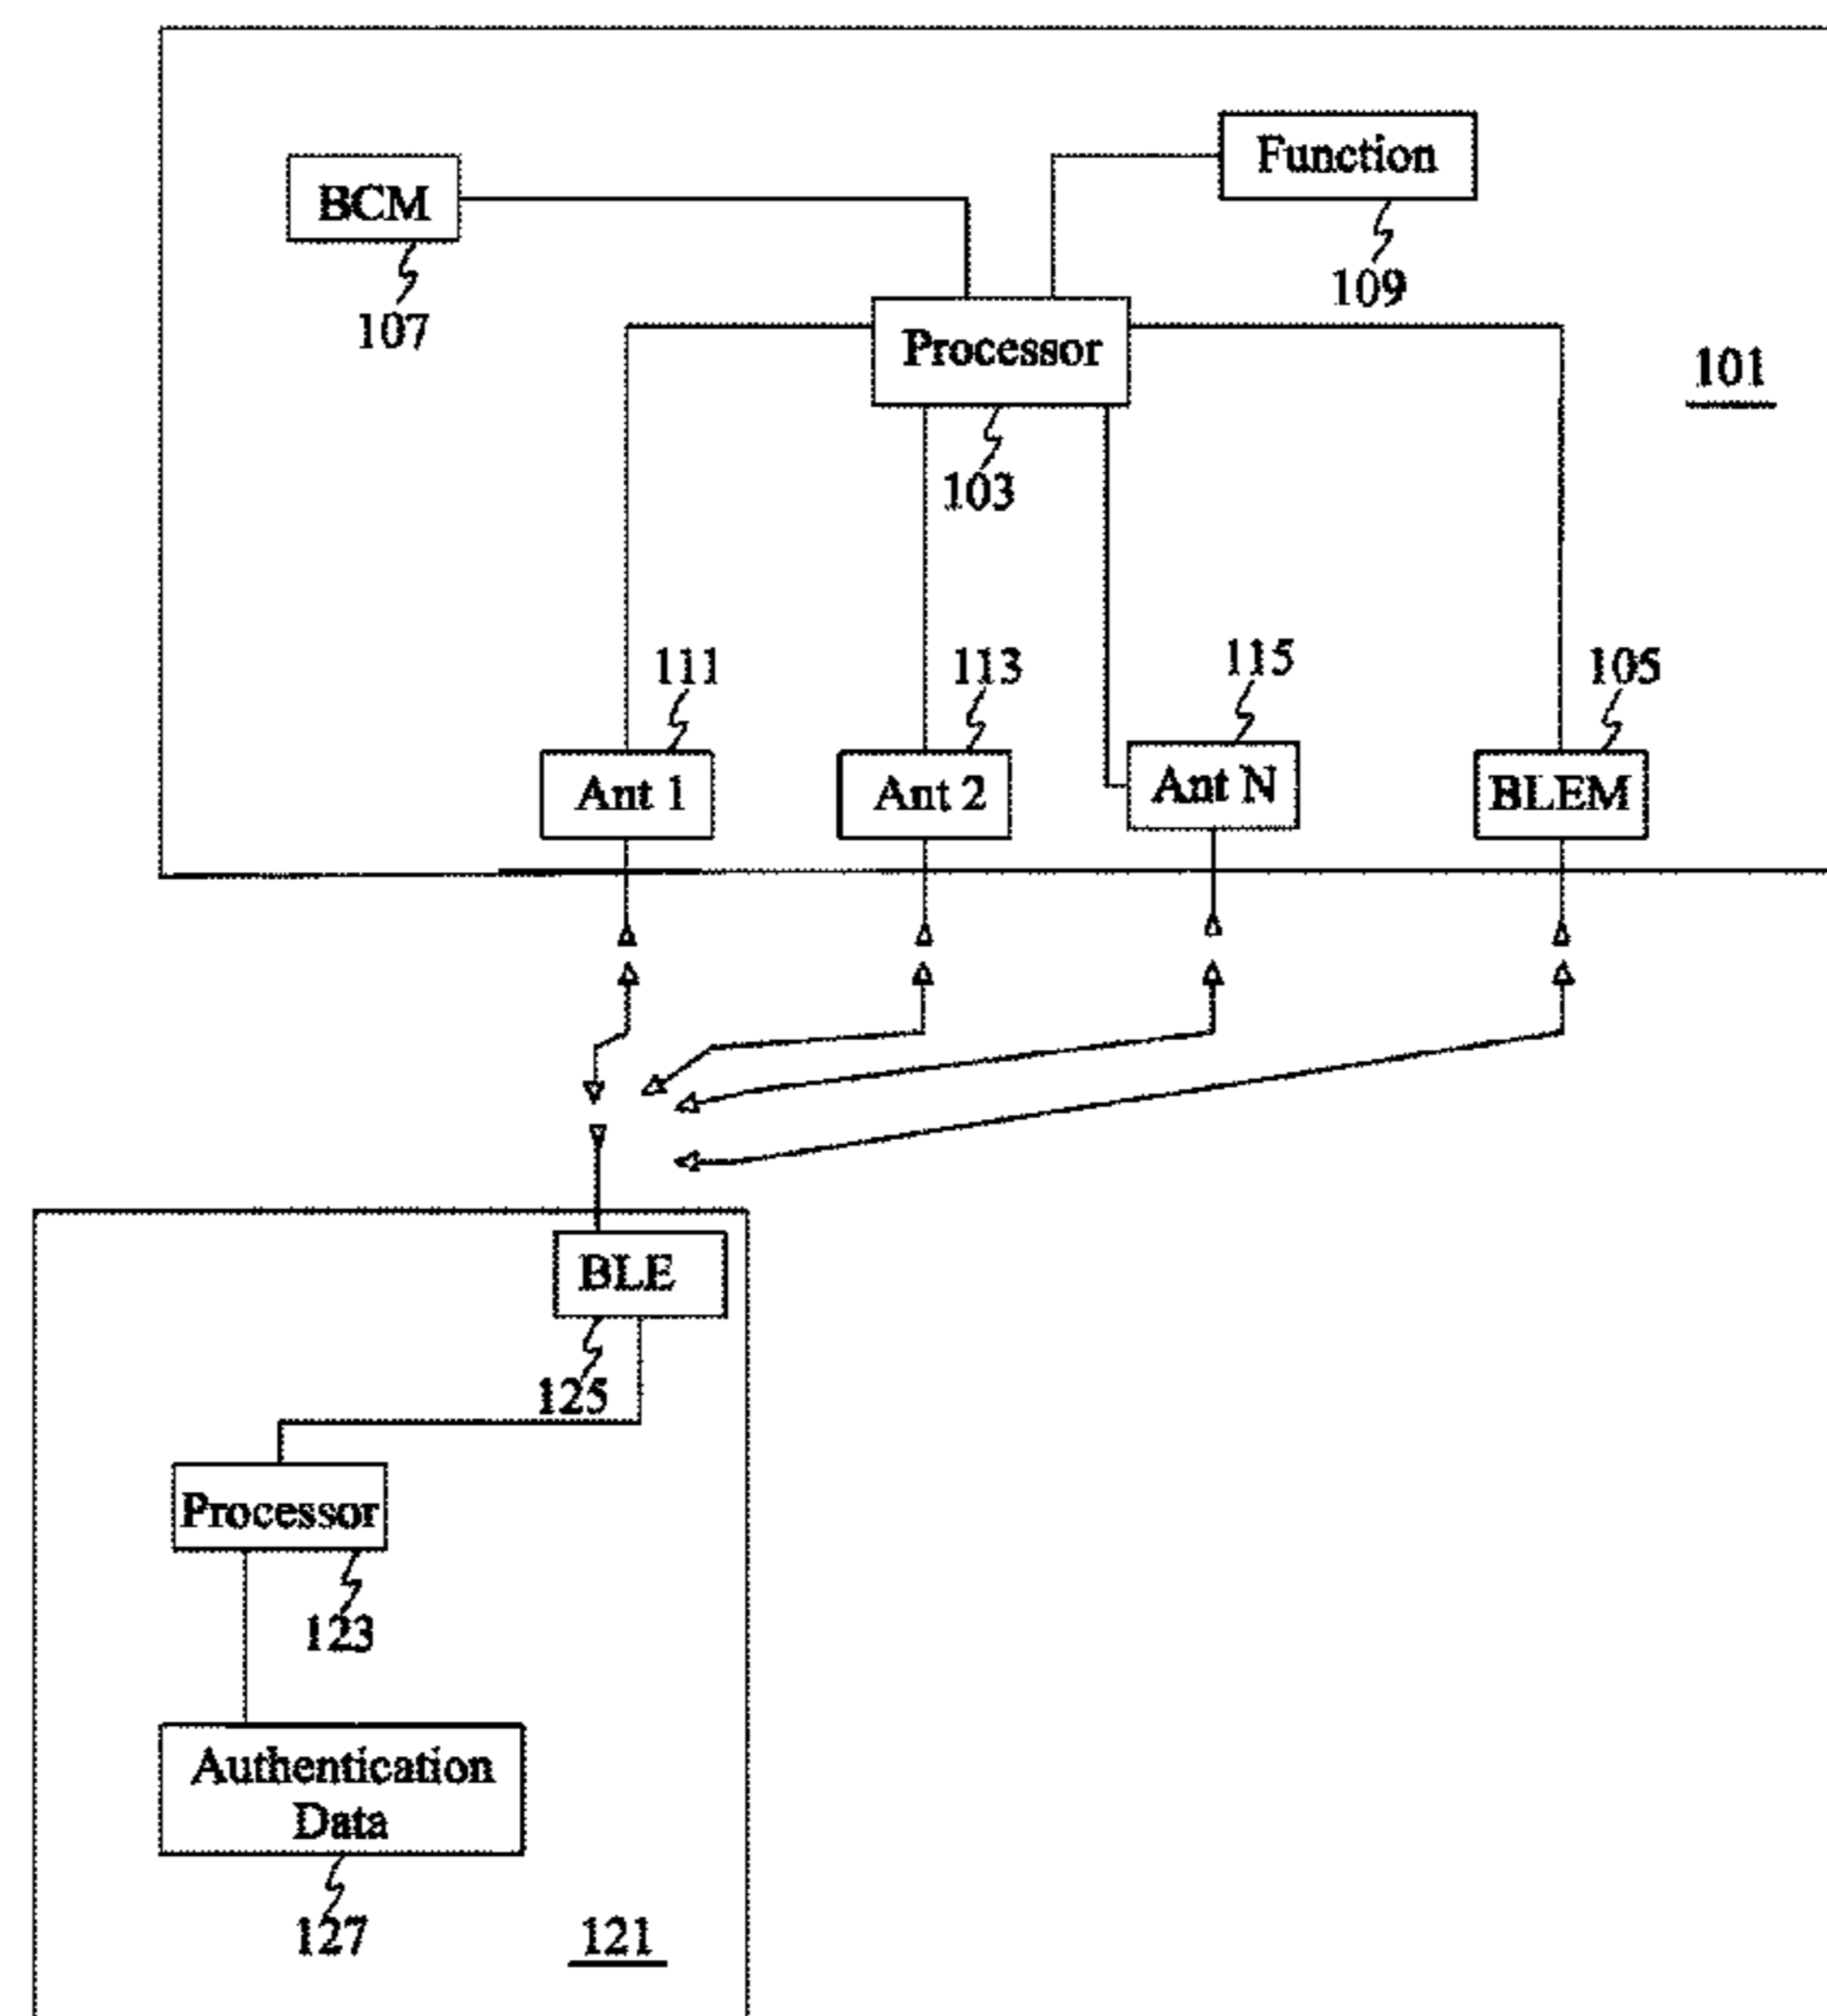 Function
BCM
109
107
Processor
101
103
111
113
115
105
Ant 1
Ant 2
Ant N
BLEM
BLE
125
Processor
123
Authentication
Data
127
121